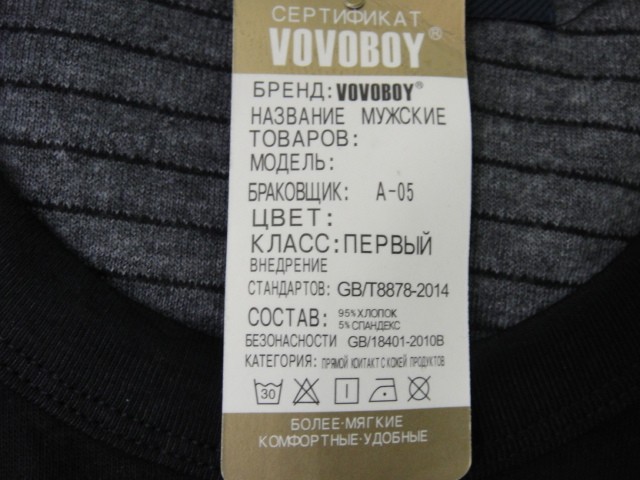 СЕРТИФИКАТ
VOVOBOY®
БРЕНД: VOVOBOY®
НАЗВАНИЕ МУЖСКИЕ
ТОВАРОВ:
МОДЕЛЬ:
БРАКОВЩИК: A-05
ЦВЕТ:
КЛАСС:ПЕРВЫЙ
ВНЕДРЕНИЕ
СТАНДАРТОВ: GB/T8878-2014
СОСТАВ: 95%ХЛОПОК
5%СПАНДЕКС
БЕЗОПАСНОСТИ GB/18401-2010B
КАТЕГОРИЯ: ПРЯМОЙ КОНТАКТ С КОЖЕЙ ПРОДУКТОВ
30
БОЛЕЕ·МЯГКИЕ
КОМФОРТНЫЕ·УДОБНЫЕ